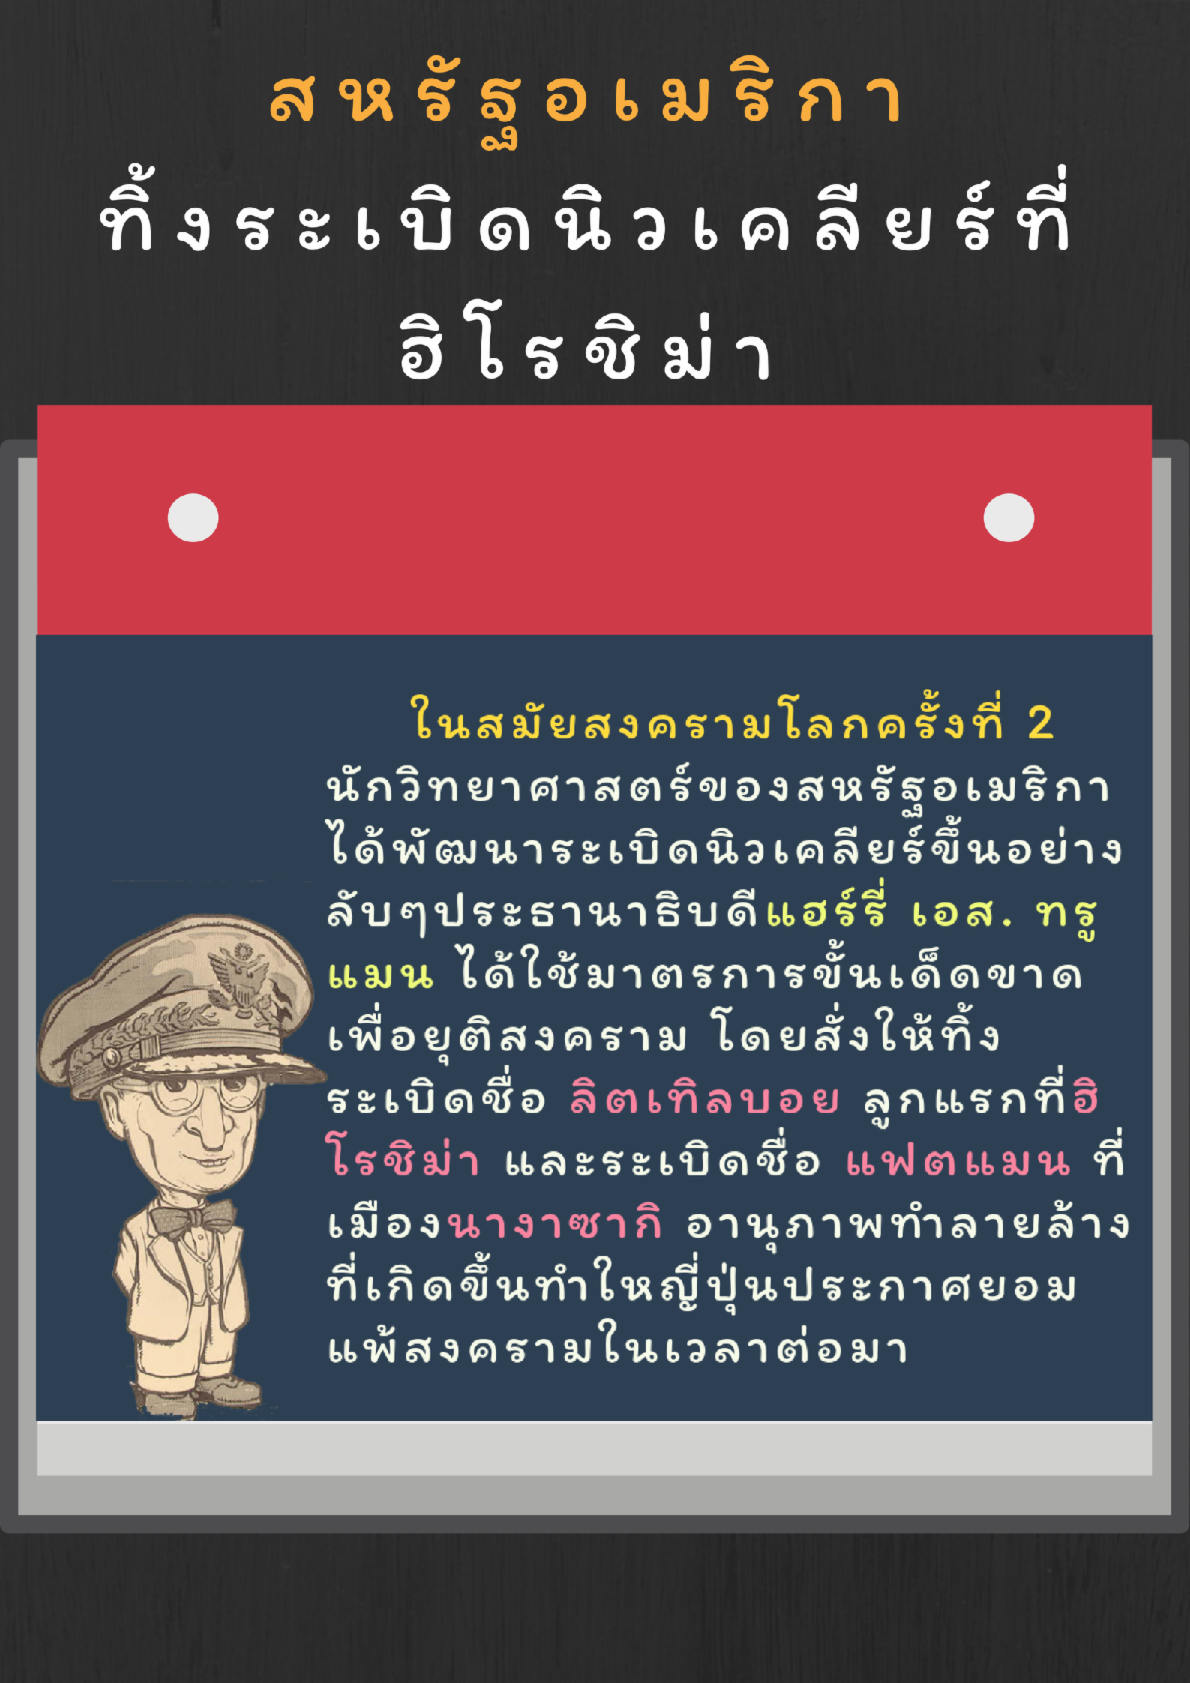 สหรัฐอเมริกา
ทิ้งระเบิดนิวเคลียร์ที่
ฮิโรชิม่า
ในสมัยสงครามโลกครั้งที่ 2
นักวิทยาศาสตร์ของสหรัฐอเมริกา
ได้พัฒนาระเบิดนิวเคลียร์ขึ้นอย่าง
ลับๆประธานาธิบดีแฮร์รี่ เอส. ทรู
แมน ได้ใช้มาตรการขั้นเด็ดขาด
เพื่อยุติสงคราม โดยสั่งให้ทิ้ง
ระเบิดชื่อ ลิตเทิลบอย ลูกแรกที่ฮิ
โรชิม่า และระเบิดชื่อ แฟตแมน ที่
เมืองนางาซากิ อานุภาพทำลายล้าง
ที่เกิดขึ้นทำใหญี่ปุ่นประกาศยอม
แพ้สงครามในเวลาต่อมา